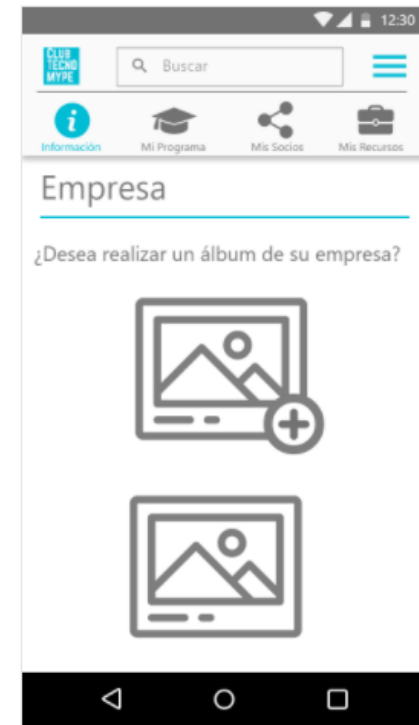 12:30
CLUB
TECNO
MYPE
Buscar
Información Mi Programa Mis Socios Mis Recursos
Empresa
¿Desea realizar un álbum de su empresa?